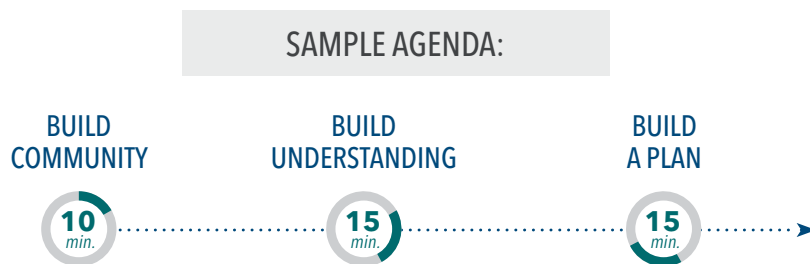 SAMPLE AGENDA:
BUILD
COMMUNITY
BUILD
UNDERSTANDING
BUILD
A PLAN
10
min.
15
min.
15
min.